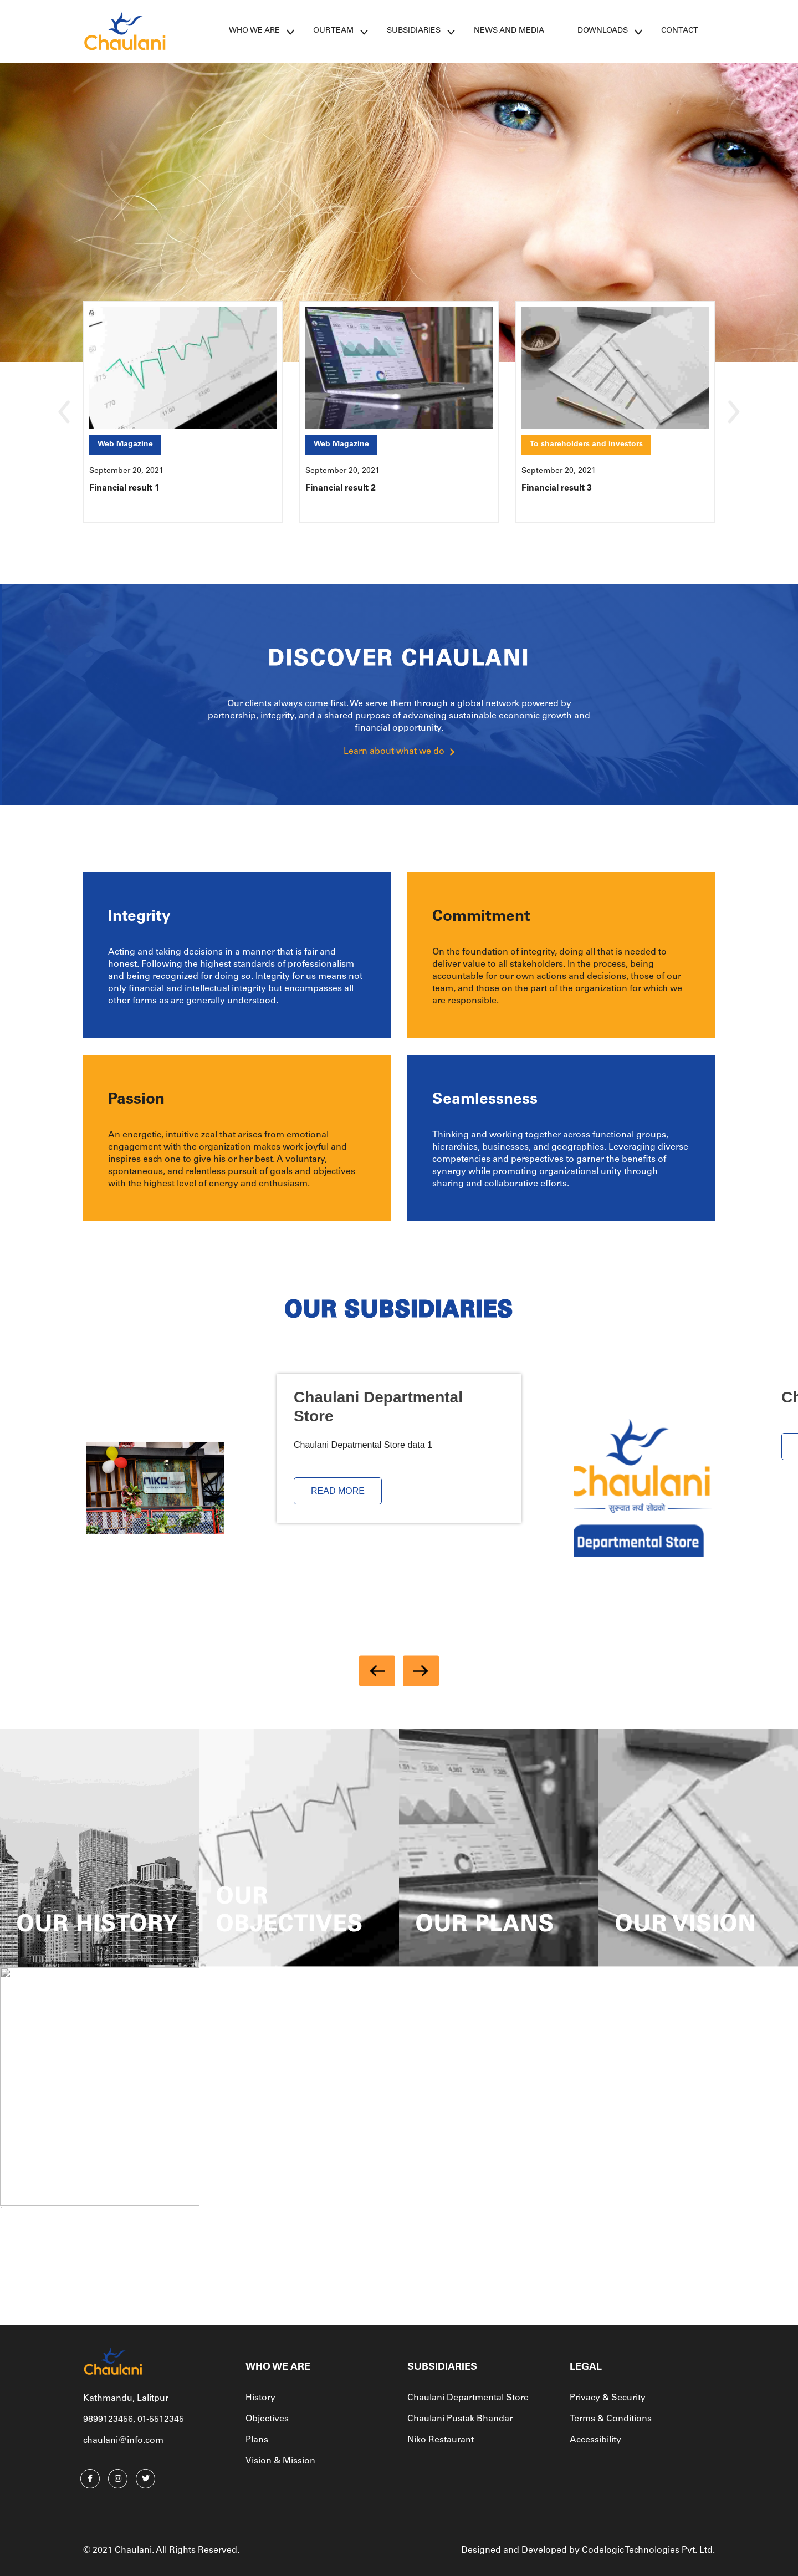 Chaulani
WHO WE ARE
OUR TEAM
SUBSIDIARIES
NEWS AND MEDIA
DOWNLOADS
CONTACT
Web Magazine
September 20, 2021
Financial result 1
Web Magazine
September 20, 2021
Financial result 2
To shareholders and investors
September 20, 2021
Financial result 3
DISCOVER CHAULANI
Our clients always come first. We serve them through a global network powered by
partnership, integrity, and a shared purpose of advancing sustainable economic growth and
financial opportunity.
Learn about what we do
Integrity
Acting and taking decisions in a manner that is fair and
honest. Following the highest standards of professionalism
and being recognized for doing so. Integrity for us means not
only financial and intellectual integrity but encompasses all
other forms as are generally understood.
Commitment
On the foundation of integrity, doing all that is needed to
deliver value to all stakeholders. In the process, being
accountable for our own actions and decisions, those of our
team, and those on the part of the organization for which we
are responsible.
Passion
An energetic, intuitive zeal that arises from emotional
engagement with the organization makes work joyful and
inspires each one to give his or her best. A voluntary,
spontaneous, and relentless pursuit of goals and objectives
with the highest level of energy and enthusiasm.
Seamlessness
Thinking and working together across functional groups,
hierarchies, businesses, and geographies. Leveraging diverse
competencies and perspectives to garner the benefits of
synergy while promoting organizational unity through
sharing and collaborative efforts.
OUR SUBSIDIARIES
NIKO
Chaulani Departmental
Store
Chaulani Depatmental Store data 1
READ MORE
Chaulani
सुरुवात नयाँ सोचको
Departmental Store
Ch
OUR HISTORY
OUR
OBJECTIVES
OUR PLANS
OUR VISION
Chaulani
Kathmandu, Lalitpur
9899123456, 01-5512345
chaulani@info.com
WHO WE ARE
History
Objectives
Plans
Vision & Mission
SUBSIDIARIES
Chaulani Departmental Store
Chaulani Pustak Bhandar
Niko Restaurant
LEGAL
Privacy & Security
Terms & Conditions
Accessibility
© 2021 Chaulani. All Rights Reserved.
Designed and Developed by Codelogic Technologies Pvt. Ltd.